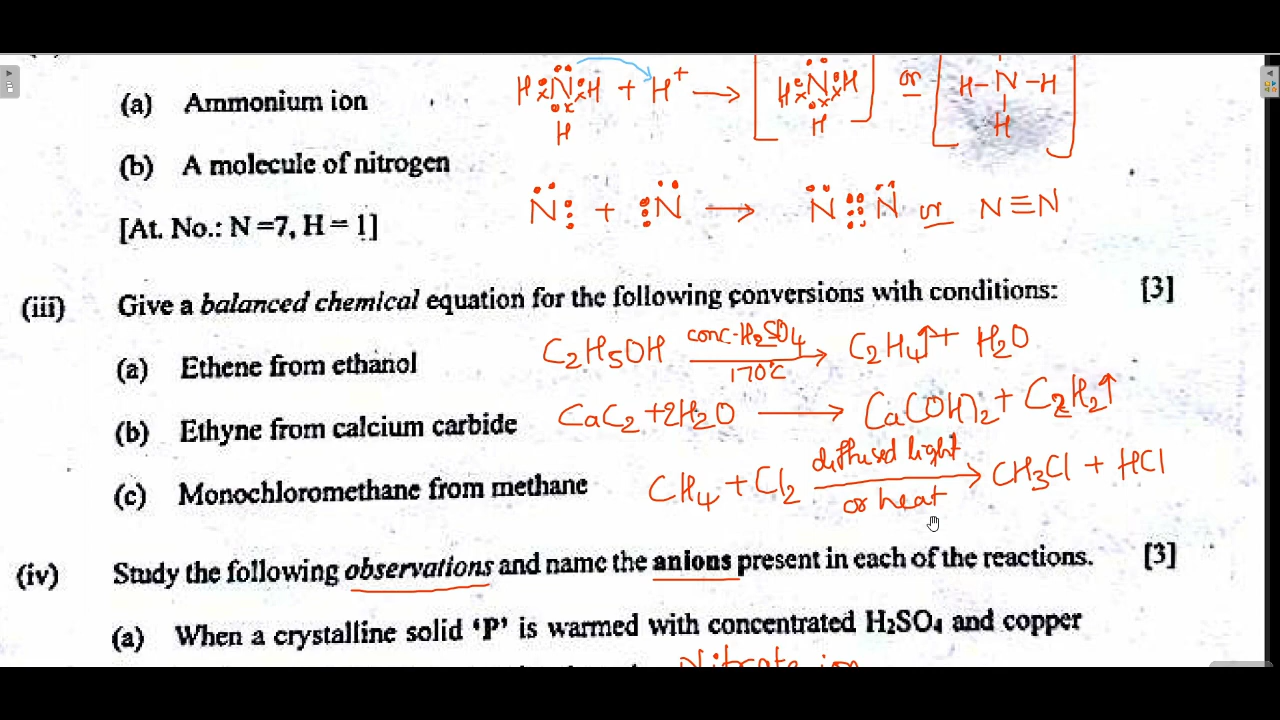 H N H + H+ → [H N H] or [H-N-H]
(a) Ammonium ion
H H H
(b) A molecule of nitrogen
N + N → N N or N≡N
[At. No.: N =7, H = 1]
(iii) Give a balanced chemical equation for the following conversions with conditions: [3]
(a) Ethene from ethanol C2H5OH conc-H2SO4 170°C → C2H4↑+ H2O
(b) Ethyne from calcium carbide CaC2 +2H2O → Ca(OH)2 + C2H2↑
(c) Monochloromethane from methane CH4 + Cl2 diffused light or heat → CH3Cl + HCl
(iv) Study the following observations and name the anions present in each of the reactions. [3]
(a) When a crystalline solid ‘P’ is warmed with concentrated H2SO4 and copper
Nitrate ion